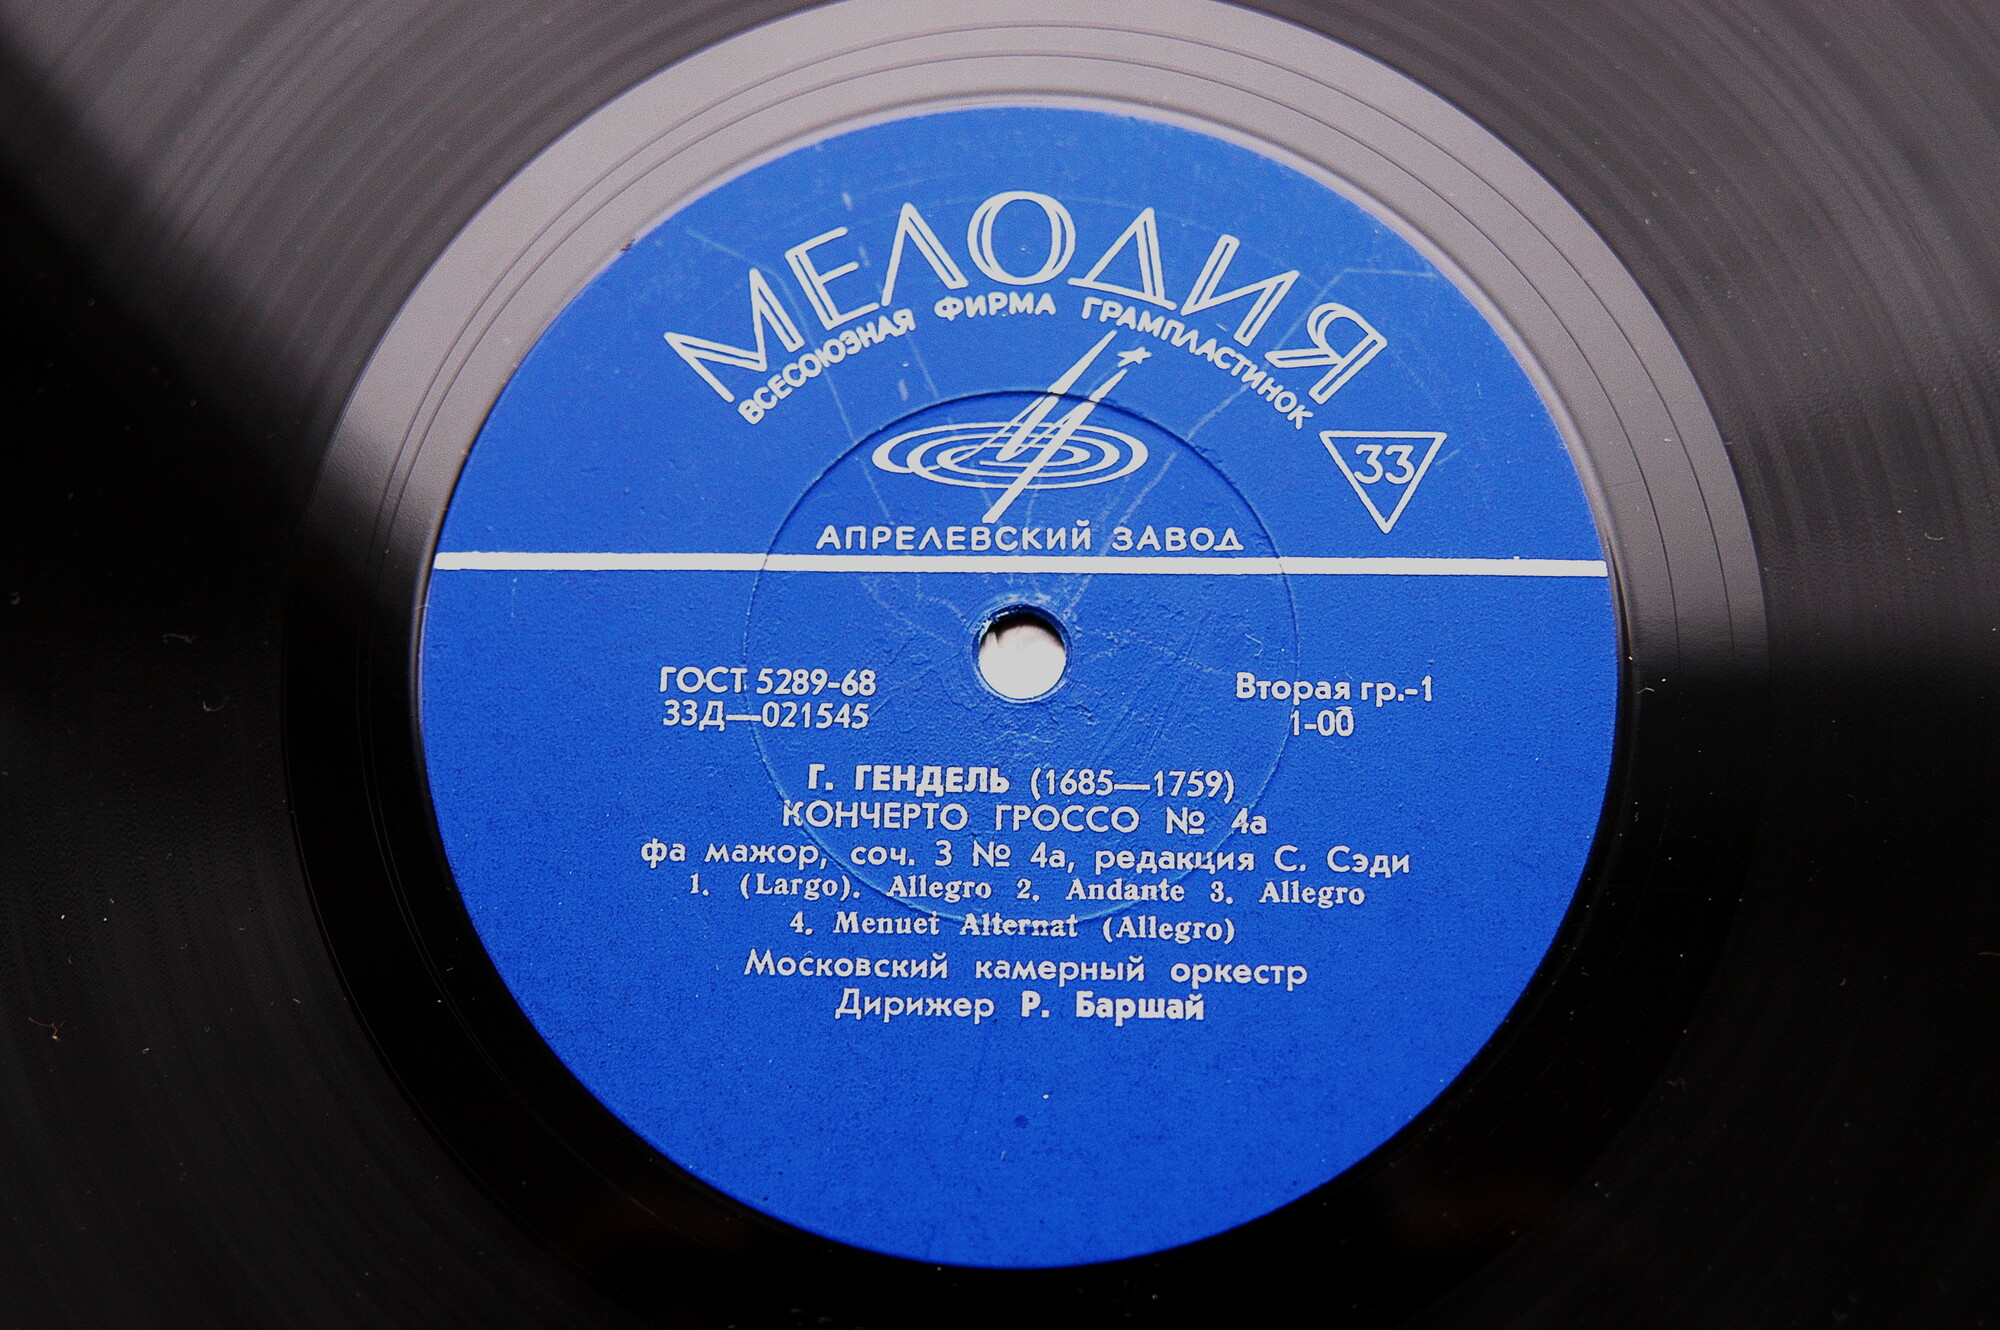 МЕЛОДИЯ
ВСЕСОЮЗНАЯ ФИРМА ГРАМПЛАСТИНОК
33
АПРЕЛЕВСКИЙ ЗАВОД
ГОСТ 5289-68
33Д—021545
Вторая гр.-1
1-00
Г. ГЕНДЕЛЬ (1685—1759)
КОНЧЕРТО ГРОССО № 4а
фа мажор, соч. 3 № 4а, редакция С. Сэди
1. (Largo). Allegro 2. Andante 3. Allegro
4. Menuet Alternat (Allegro)
Московский камерный оркестр
Дирижер Р. Баршай